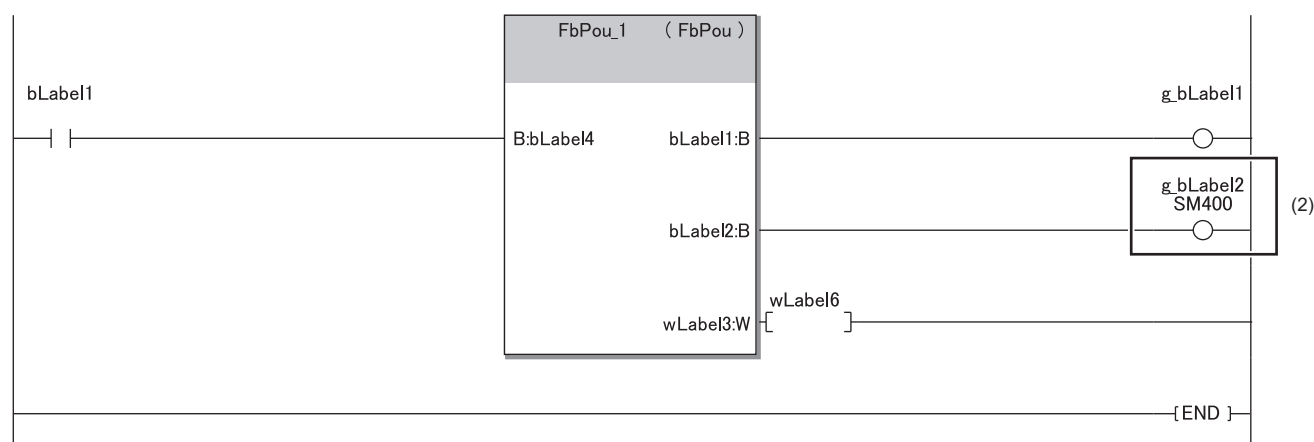 FbPou_1 ( FbPou )
bLabel1
g_bLabel1
B:bLabel4
bLabel1:B
g_bLabel2
SM400
(2)
bLabel2:B
wLabel6
wLabel3:W
END